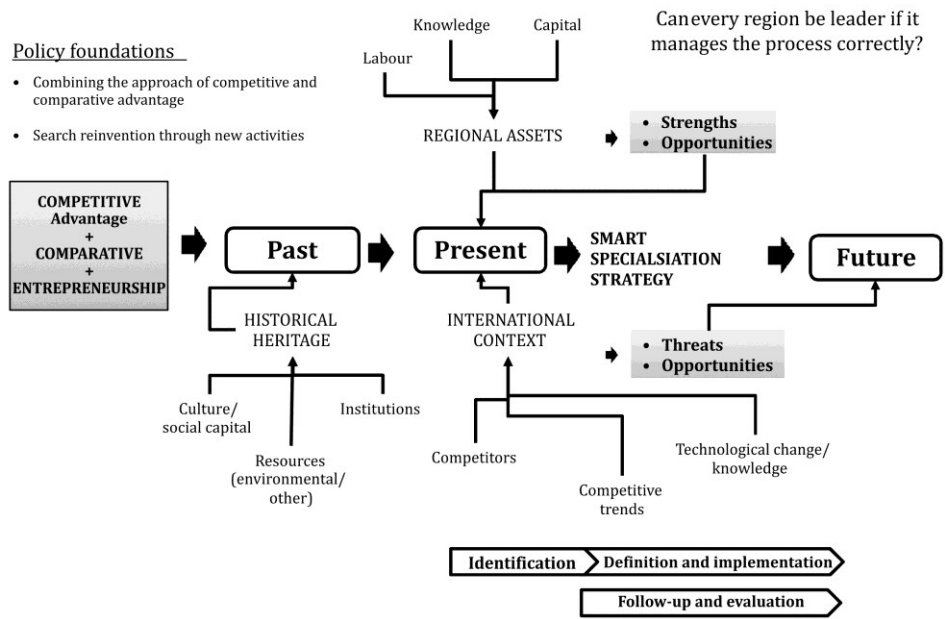 Policy foundations
• Combining the approach of competitive and
comparative advantage
• Search reinvention through new activities
Knowledge
Capital
Labour
Canevery region be leader if it
manages the process correctly?
REGIONAL ASSETS
• Strengths
• Opportunities
COMPETITIVE
Advantage
+
COMPARATIVE
+
ENTREPRENEURSHIP
Past
Present
SMART
SPECIALSIATION
STRATEGY
Future
HISTORICAL
HERITAGE
INTERNATIONAL
CONTEXT
• Threats
• Opportunities
Culture/
social capital
Institutions
Resources
(environmental/
other)
Competitors
Competitive
trends
Technological change/
knowledge
Identification
Definition and implementation
Follow-up and evaluation